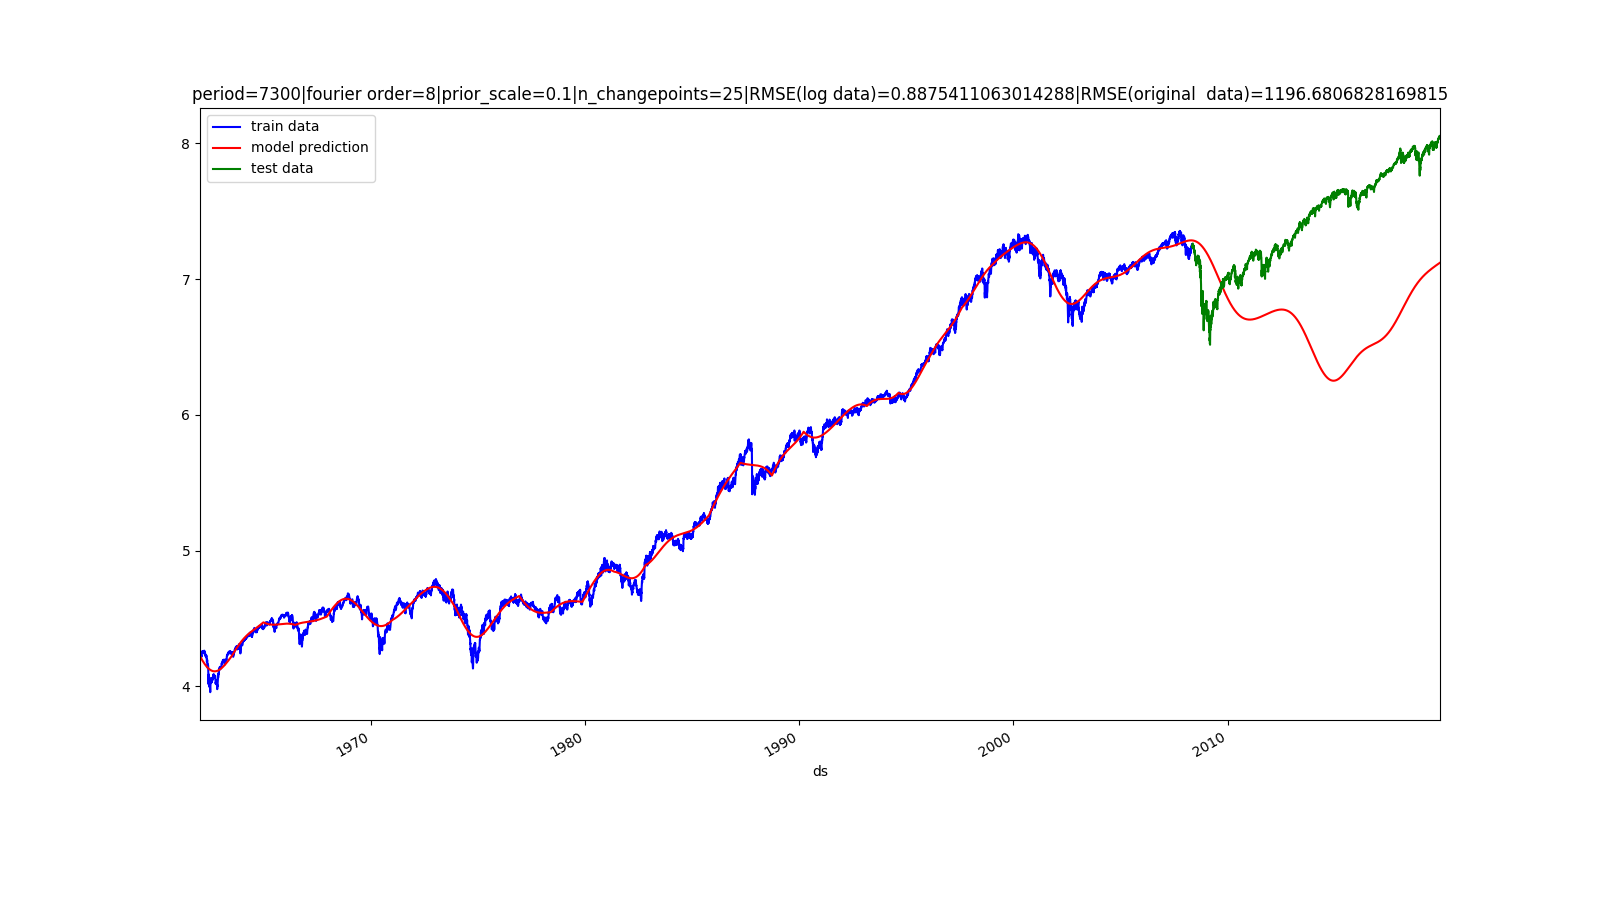 period=7300|fourier order=8|prior_scale=0.1|n_changepoints=25|RMSE(log data)=0.8875411063014288|RMSE(original  data)=1196.6806828169815
train data
model prediction
test data
8
7
6
5
4
1970
1980
1990
2000
2010
ds